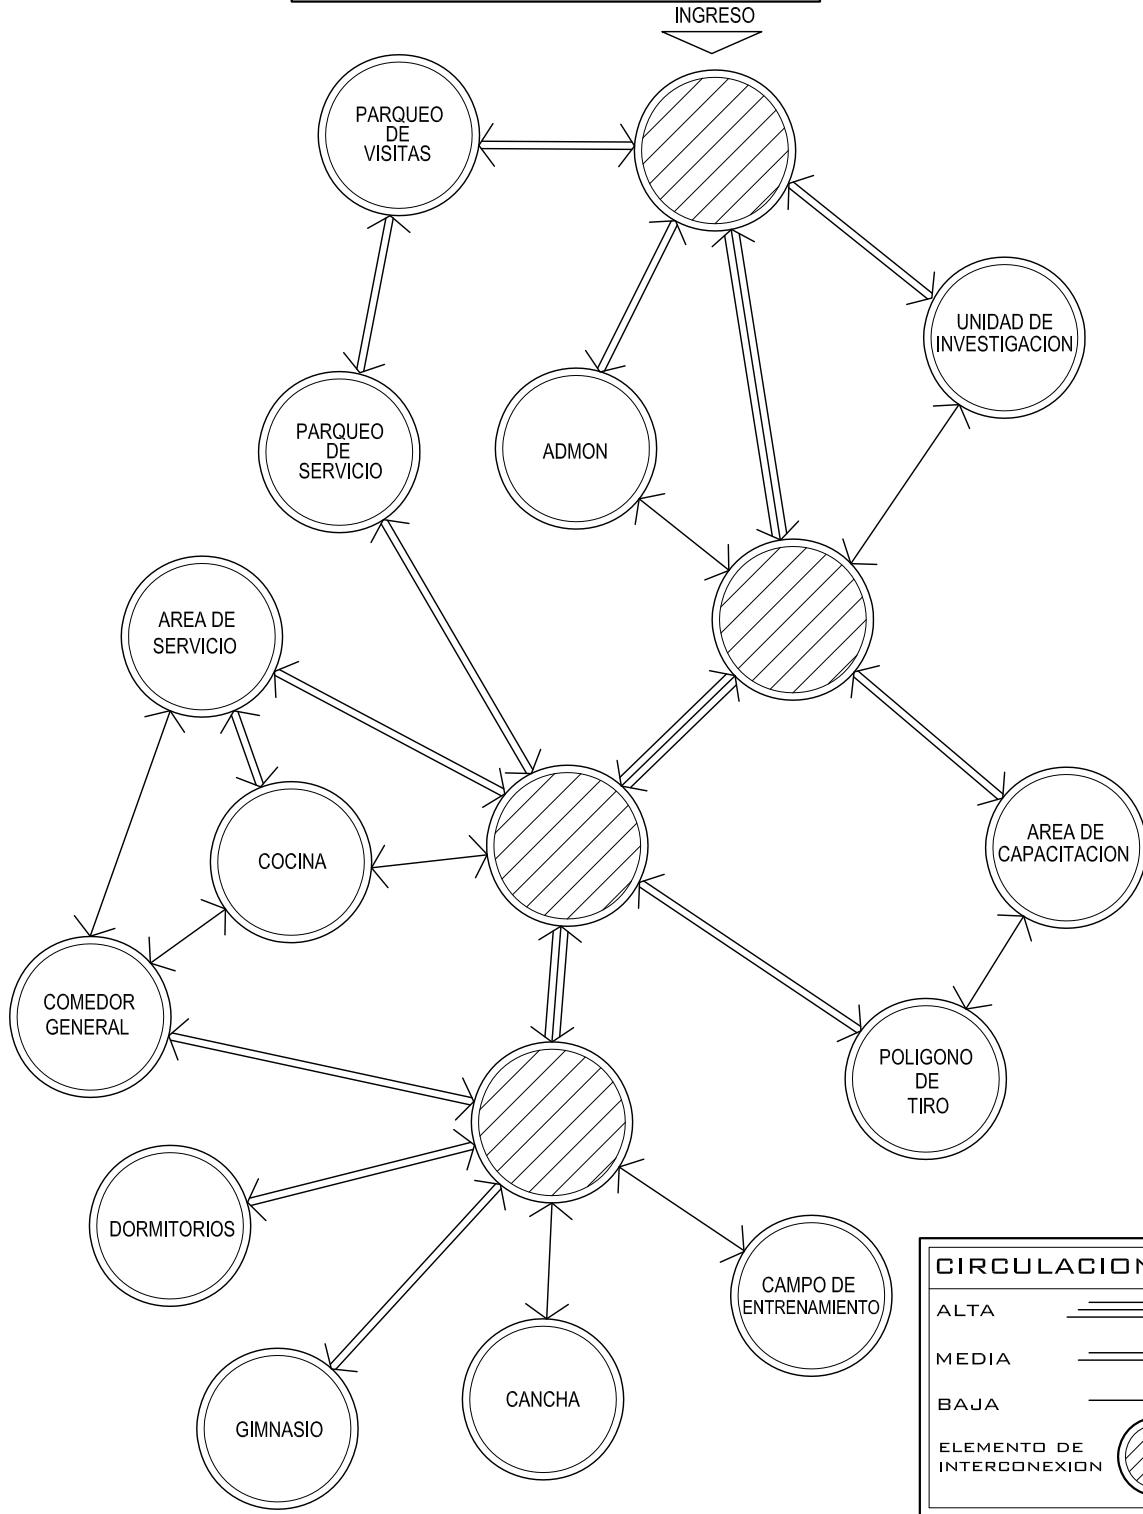 INGRESO
PARQUEO
DE
VISITAS
UNIDAD DE
INVESTIGACION
PARQUEO
DE
SERVICIO
ADMON
AREA DE
SERVICIO
COCINA
AREA DE
CAPACITACION
COMEDOR
GENERAL
POLIGONO
DE
TIRO
DORMITORIOS
CAMPO DE
ENTRENAMIENTO
CANCHA
GIMNASIO
CIRCULACION
ALTA
MEDIA
BAJA
ELEMENTO DE
INTERCONEXION